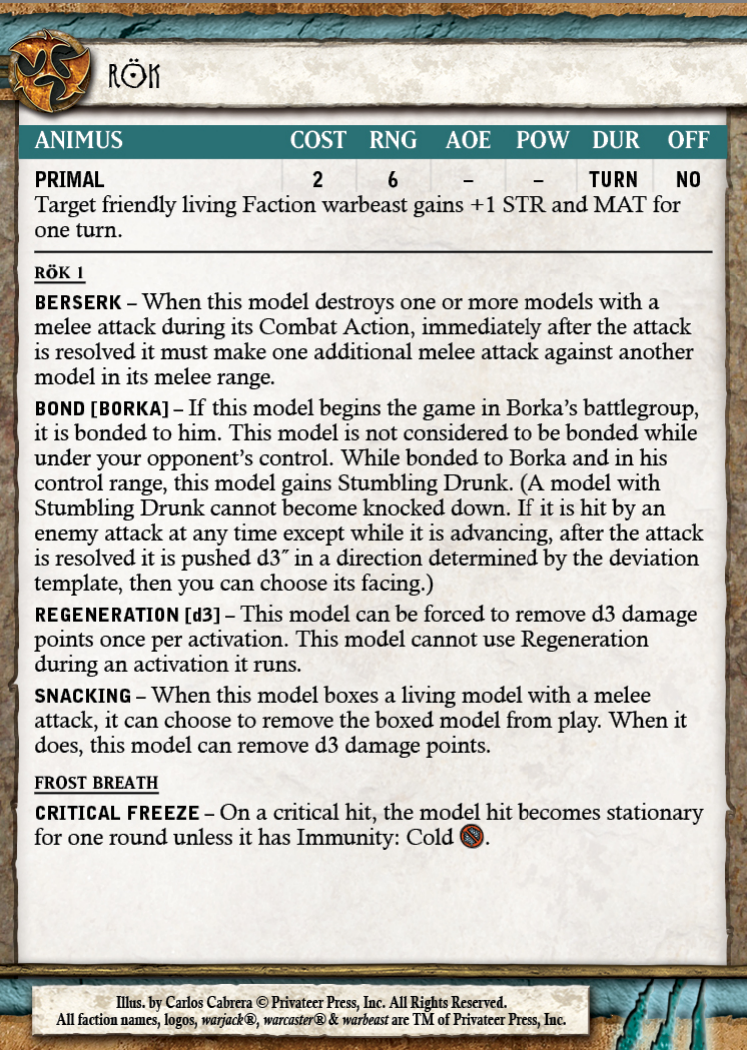 RÖK
ANIMUS COST RNG AOE POW DUR OFF
PRIMAL 2 6 – – TURN NO
Target friendly living Faction warbeast gains +1 STR and MAT for
one turn.
RÖK 1
BERSERK – When this model destroys one or more models with a
melee attack during its Combat Action, immediately after the attack
is resolved it must make one additional melee attack against another
model in its melee range.
BOND [BORKA] – If this model begins the game in Borka’s battlegroup,
it is bonded to him. This model is not considered to be bonded while
under your opponent’s control. While bonded to Borka and in his
control range, this model gains Stumbling Drunk. (A model with
Stumbling Drunk cannot become knocked down. If it is hit by an
enemy attack at any time except while it is advancing, after the attack
is resolved it is pushed d3˝ in a direction determined by the deviation
template, then you can choose its facing.)
REGENERATION [d3] – This model can be forced to remove d3 damage
points once per activation. This model cannot use Regeneration
during an activation it runs.
SNACKING – When this model boxes a living model with a melee
attack, it can choose to remove the boxed model from play. When it
does, this model can remove d3 damage points.
FROST BREATH
CRITICAL FREEZE – On a critical hit, the model hit becomes stationary
for one round unless it has Immunity: Cold .
Illus. by Carlos Cabrera © Privateer Press, Inc. All Rights Reserved.
All faction names, logos, warjack®, warcaster® & warbeast are TM of Privateer Press, Inc.